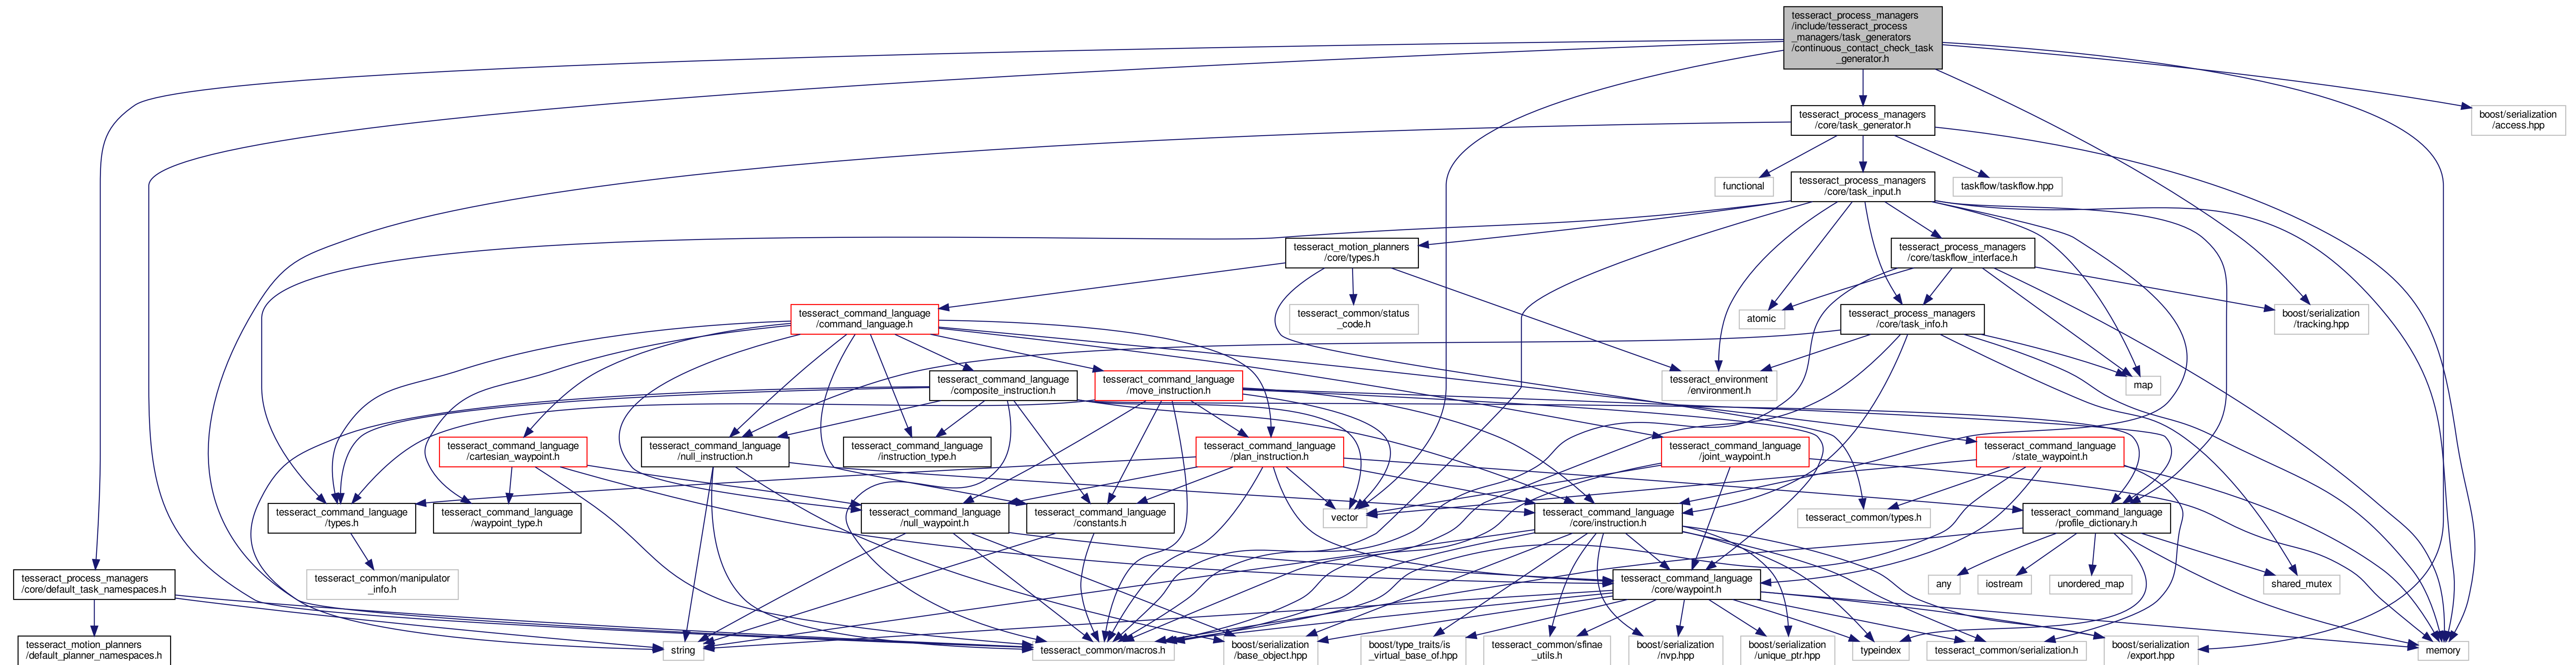 tesseract_process_managers
/include/tesseract_process
_managers/task_generators
/continuous_contact_check_task
_generator.h
tesseract_process_managers
/core/task_generator.h
boost/serialization
/access.hpp
functional
tesseract_process_managers
/core/task_input.h
taskflow/taskflow.hpp
tesseract_motion_planners
/core/types.h
tesseract_process_managers
/core/taskflow_interface.h
tesseract_command_language
/command_language.h
tesseract_common/status
_code.h
atomic
tesseract_process_managers
/core/task_info.h
boost/serialization
/tracking.hpp
tesseract_command_language
/composite_instruction.h
tesseract_command_language
/move_instruction.h
tesseract_environment
/environment.h
map
tesseract_command_language
/cartesian_waypoint.h
tesseract_command_language
/null_instruction.h
tesseract_command_language
/instruction_type.h
tesseract_command_language
/plan_instruction.h
tesseract_command_language
/joint_waypoint.h
tesseract_command_language
/state_waypoint.h
tesseract_command_language
/types.h
tesseract_command_language
/waypoint_type.h
tesseract_command_language
/null_waypoint.h
tesseract_command_language
/constants.h
vector
tesseract_command_language
/core/instruction.h
tesseract_common/types.h
tesseract_command_language
/profile_dictionary.h
tesseract_process_managers
/core/default_task_namespaces.h
tesseract_common/manipulator
_info.h
tesseract_command_language
/core/waypoint.h
any
iostream
unordered_map
shared_mutex
tesseract_motion_planners
/default_planner_namespaces.h
string
tesseract_common/macros.h
boost/serialization
/base_object.hpp
boost/type_traits/is
_virtual_base_of.hpp
tesseract_common/sfinae
_utils.h
boost/serialization
/nvp.hpp
boost/serialization
/unique_ptr.hpp
typeindex
tesseract_common/serialization.h
boost/serialization
/export.hpp
memory